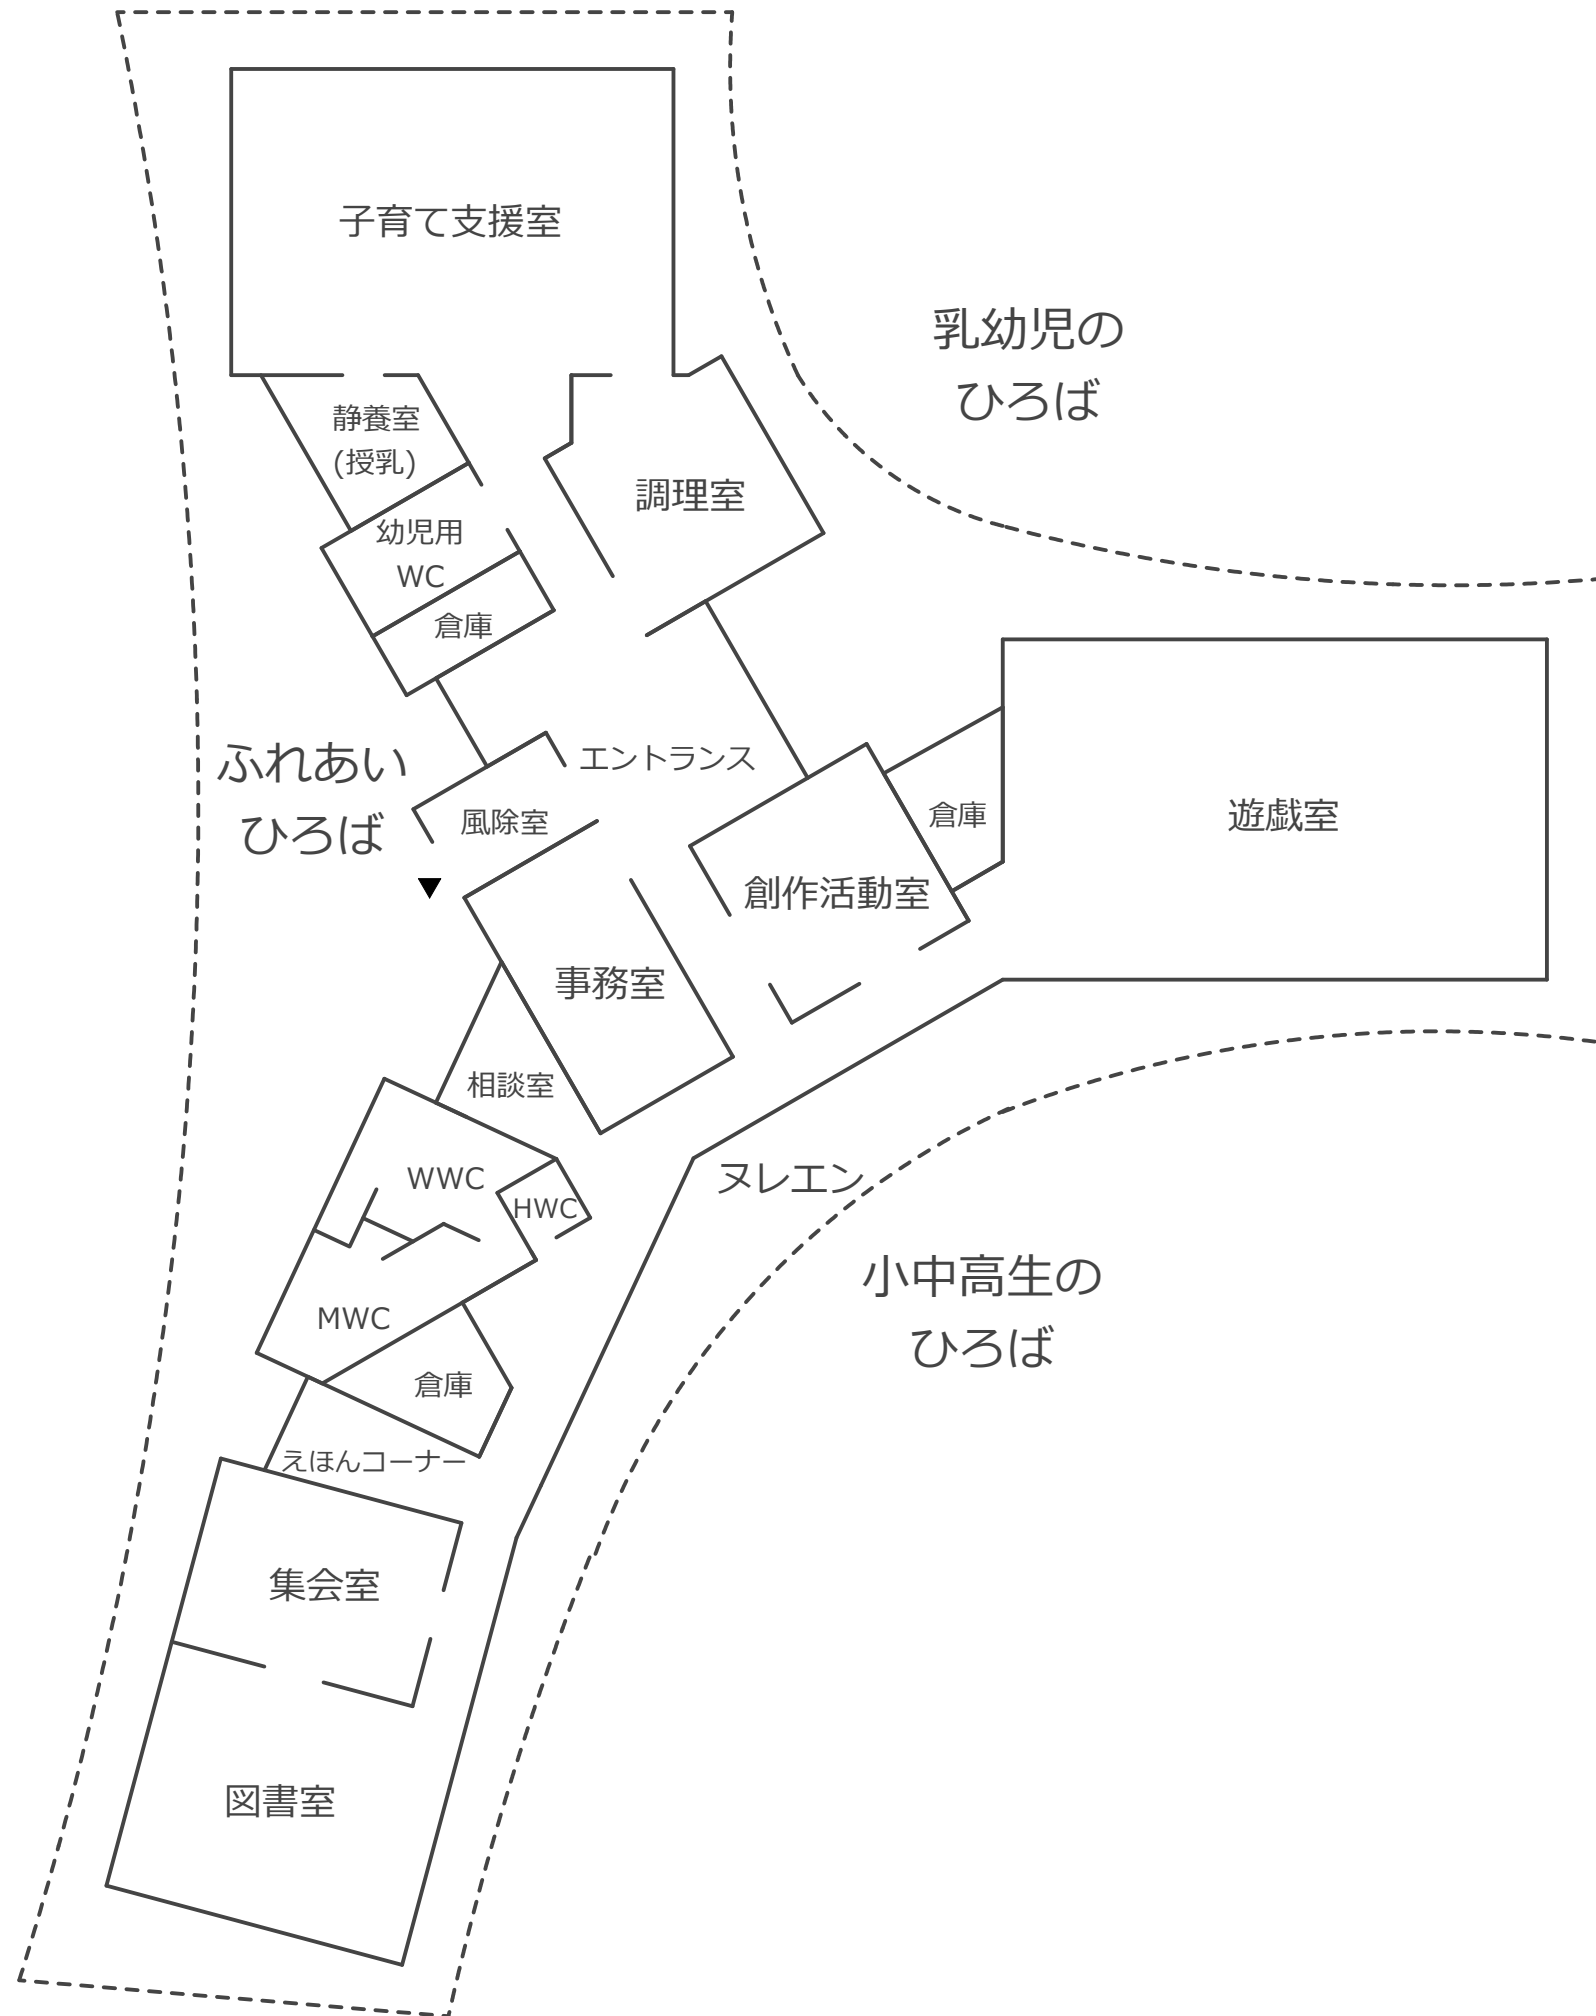 子育て支援室
乳幼児の
ひろば
静養室
(授乳)
調理室
幼児用
WC
倉庫
ふれあい
ひろば
エントランス
風除室
倉庫
遊戯室
創作活動室
事務室
相談室
WWC
HWC
ヌレエン
小中高生の
ひろば
MWC
倉庫
えほんコーナー
集会室
図書室